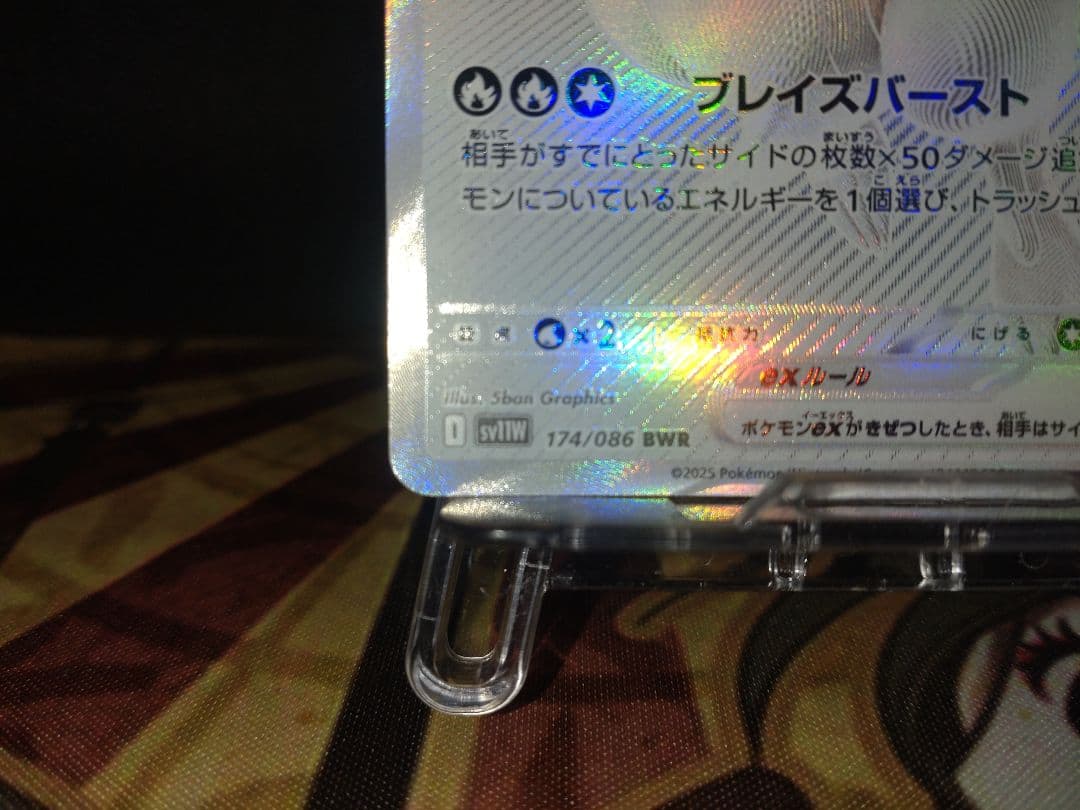 ブレイズバースト
あいて まいすう
相手がすでにとったサイドの枚数×50ダメージ追
こ えら
モンについているエネルギーを1個選び、トラッシュ
×2 抵抗力 にげる
exルール
Illus. 5ban Graphics
sv11W 174/086 BWR
イーエックス あいて
ポケモンexがきぜつしたとき、相手はサイ
©2025 Pokémon